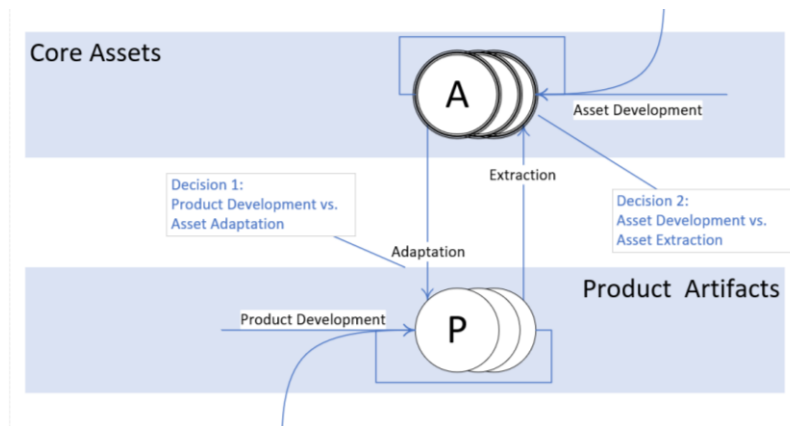 Core Assets
A
Asset Development
Extraction
Decision 1:
Product Development vs.
Asset Adaptation
Decision 2:
Asset Development vs.
Asset Extraction
Adaptation
Product Artifacts
Product Development
P